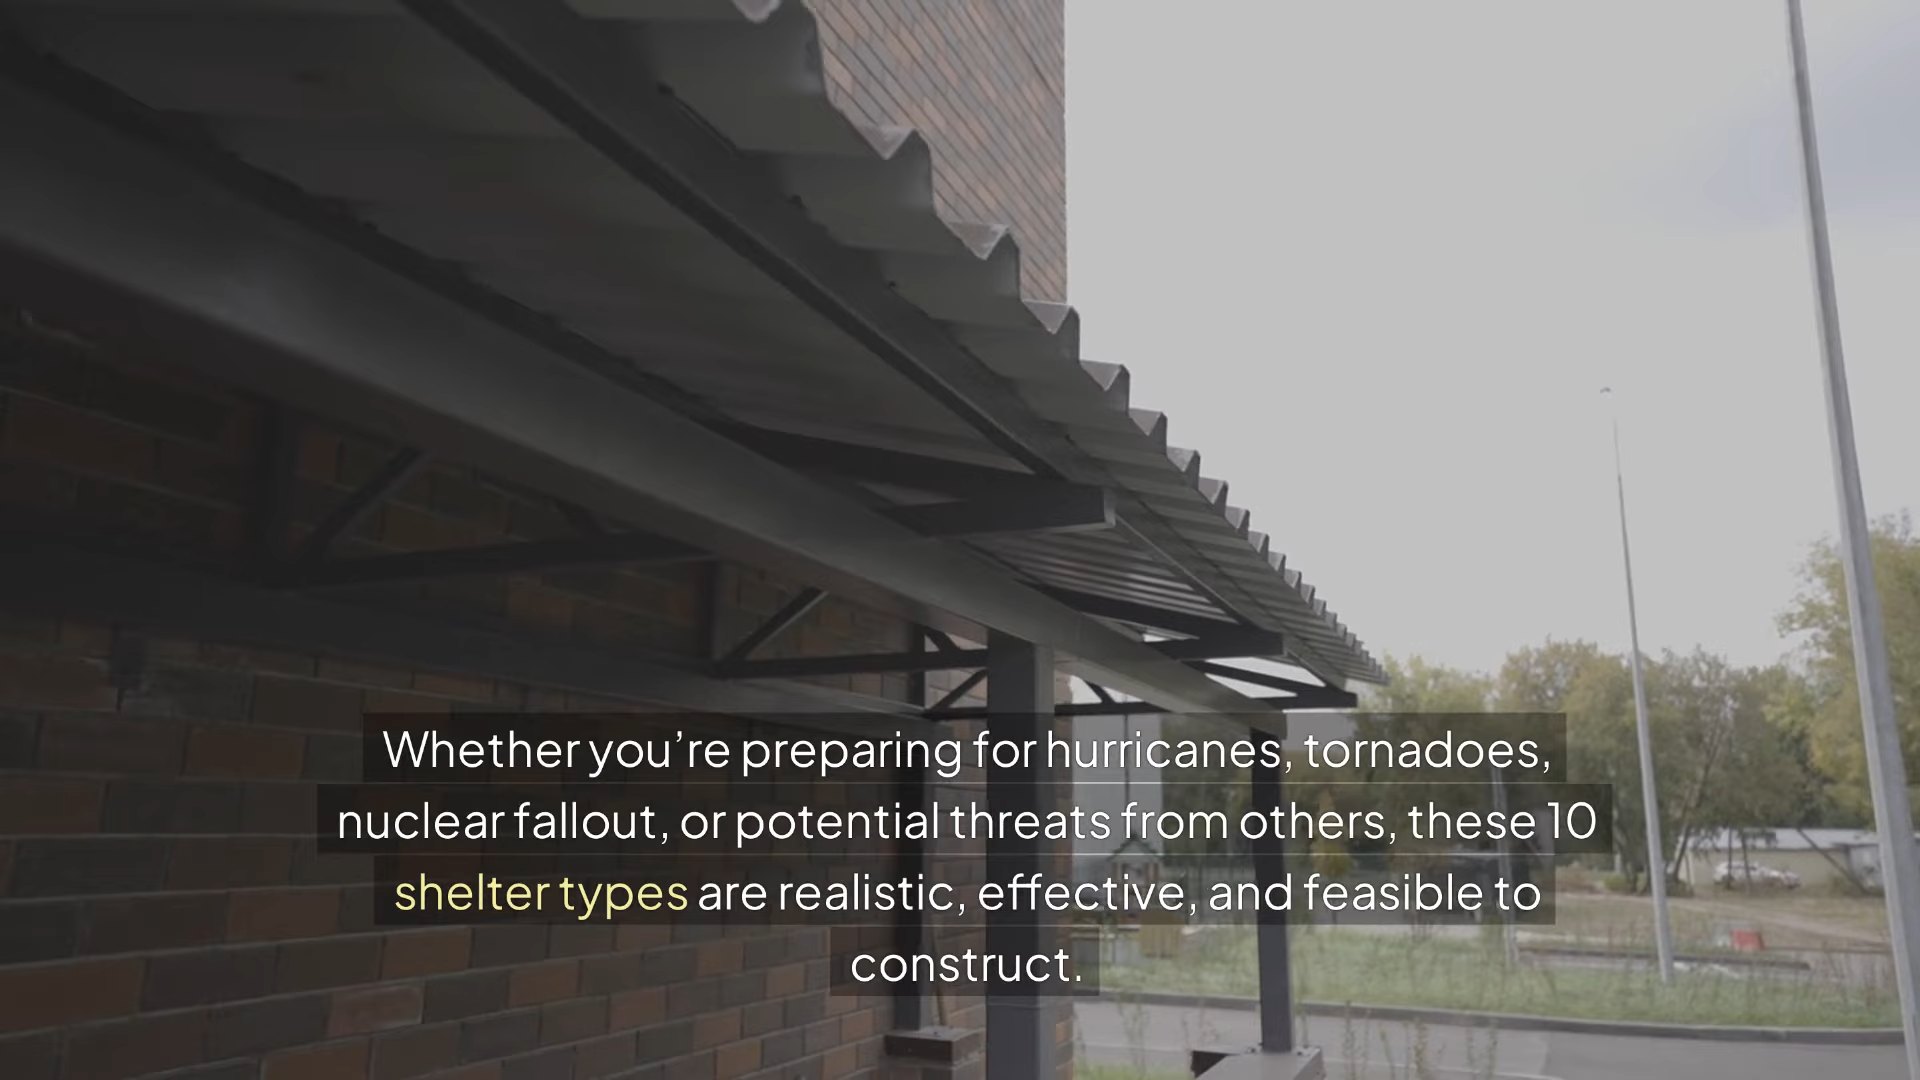 Whether you’re preparing for hurricanes, tornadoes,
nuclear fallout, or potential threats from others, these 10
shelter types are realistic, effective, and feasible to
construct.